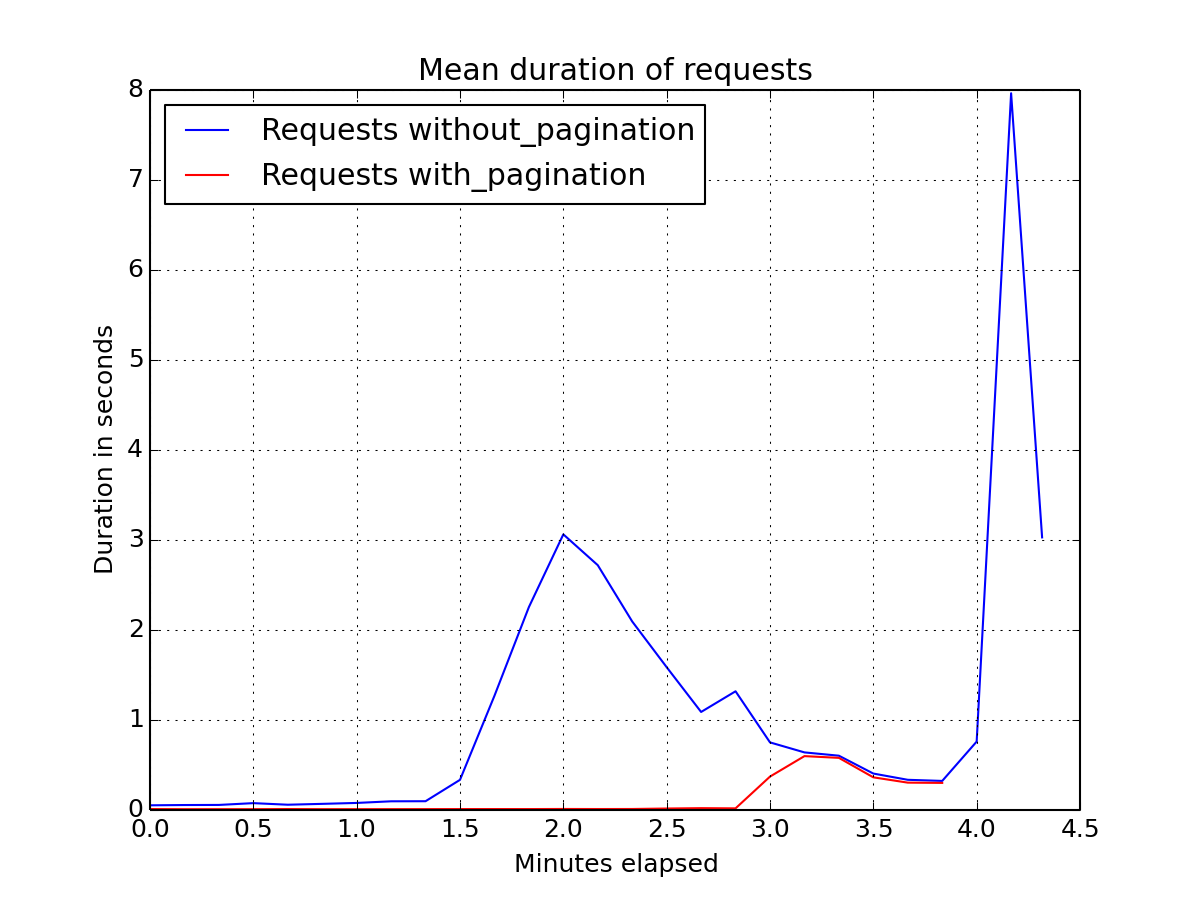 Mean duration of requests
Requests without_pagination
Requests with_pagination
8
7
6
5
4
3
2
1
0
Duration in seconds
0.0 0.5 1.0 1.5 2.0 2.5 3.0 3.5 4.0 4.5
Minutes elapsed